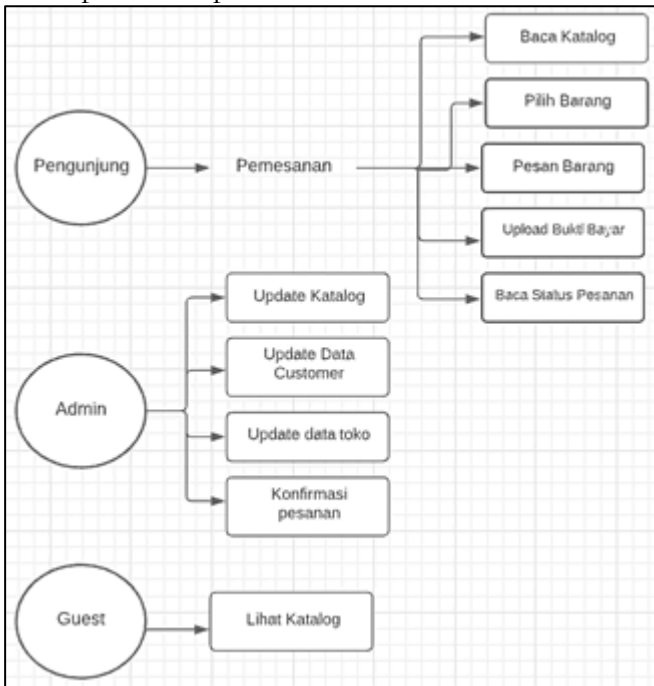 Baca Katalog
Pilih Barang
Pengunjung
Pemesanan
Pesan Barang
Upload Bukti Bayar
Baca Status Pesanan
Update Katalog
Update Data
Customer
Admin
Update data toko
Konfirmasi
pesanan
Guest
Lihat Katalog